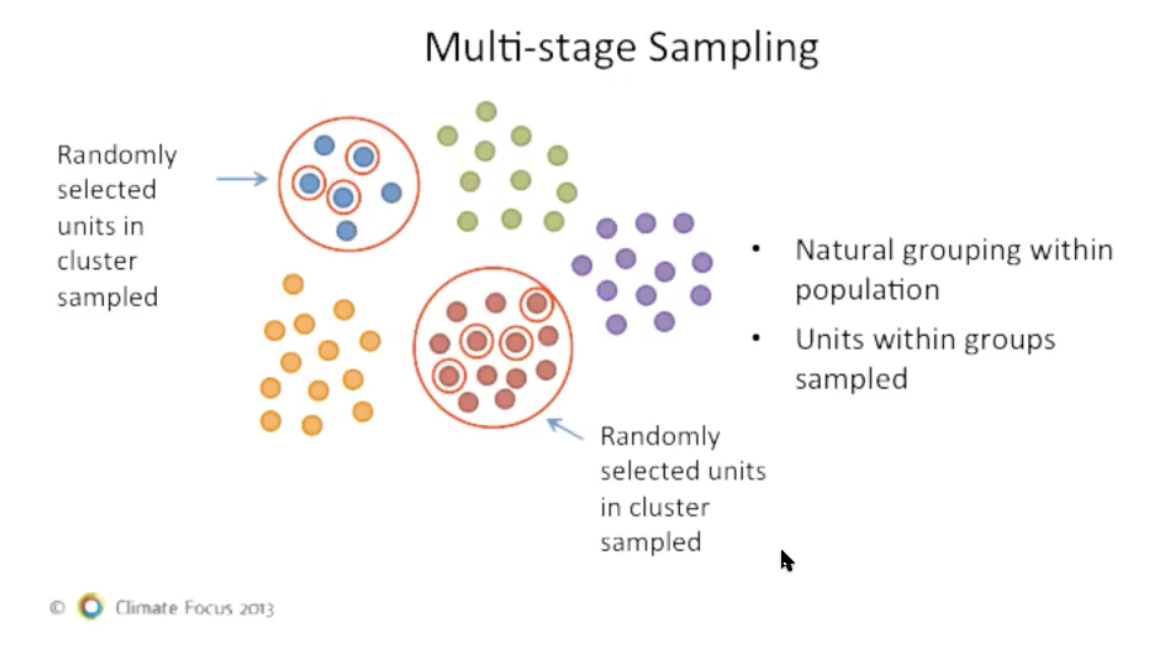 Multi-stage Sampling
Randomly
selected
units in
cluster
sampled
• Natural grouping within
population
• Units within groups
sampled
Randomly
selected units
in cluster
sampled
© Climate Focus 2013